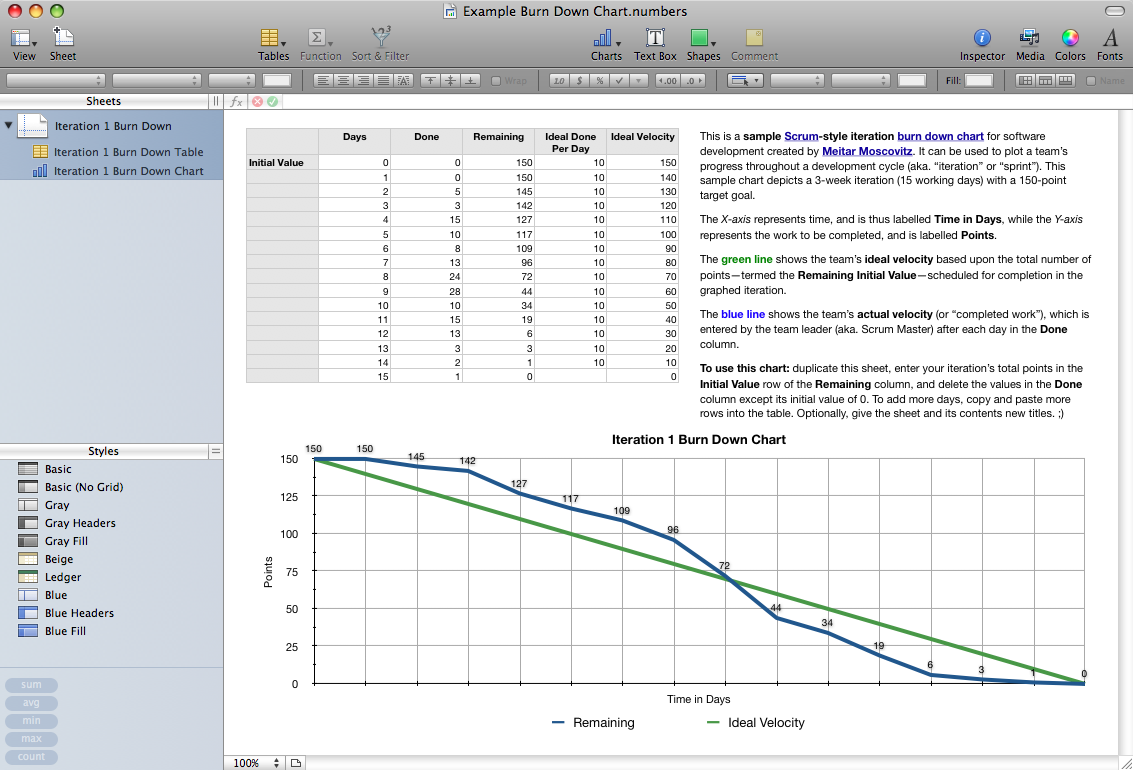 Example Burn Down Chart.numbers
View Sheet Tables Function Sort & Filter Charts Text Box Shapes Comment Inspector Media Colors Fonts
Wrap 1.0 $ % .00 .0 Fill: Name
Sheets
fx
Iteration 1 Burn Down
Iteration 1 Burn Down Table
Iteration 1 Burn Down Chart
Days Done Remaining Ideal Done Per Day Ideal Velocity
Initial Value 0 0 150 10 150
1 0 150 10 140
2 5 145 10 130
3 3 142 10 120
4 15 127 10 110
5 10 117 10 100
6 8 109 10 90
7 13 96 10 80
8 24 72 10 70
9 28 44 10 60
10 10 34 10 50
11 15 19 10 40
12 13 6 10 30
13 3 3 10 20
14 2 1 10 10
15 1 0 0
This is a sample Scrum-style iteration burn down chart for software
development created by Meitar Moscovitz. It can be used to plot a team's
progress throughout a development cycle (aka. “iteration” or “sprint”). This
sample chart depicts a 3-week iteration (15 working days) with a 150-point
target goal.
The X-axis represents time, and is thus labelled Time in Days, while the Y-axis
represents the work to be completed, and is labelled Points.
The green line shows the team's ideal velocity based upon the total number of
points—termed the Remaining Initial Value—scheduled for completion in the
graphed iteration.
The blue line shows the team's actual velocity (or “completed work”), which is
entered by the team leader (aka. Scrum Master) after each day in the Done
column.
To use this chart: duplicate this sheet, enter your iteration's total points in the
Initial Value row of the Remaining column, and delete the values in the Done
column except its initial value of 0. To add more days, copy and paste more
rows into the table. Optionally, give the sheet and its contents new titles. ;)
Styles
Basic
Basic (No Grid)
Gray
Gray Headers
Gray Fill
Beige
Ledger
Blue
Blue Headers
Blue Fill
sum
avg
min
max
count
Iteration 1 Burn Down Chart
150 150 145 142 127 117 109 96 72 44 34 19 6 3 1 0
150
125
100
75
50
25
0
Points
Time in Days
Remaining Ideal Velocity
100%